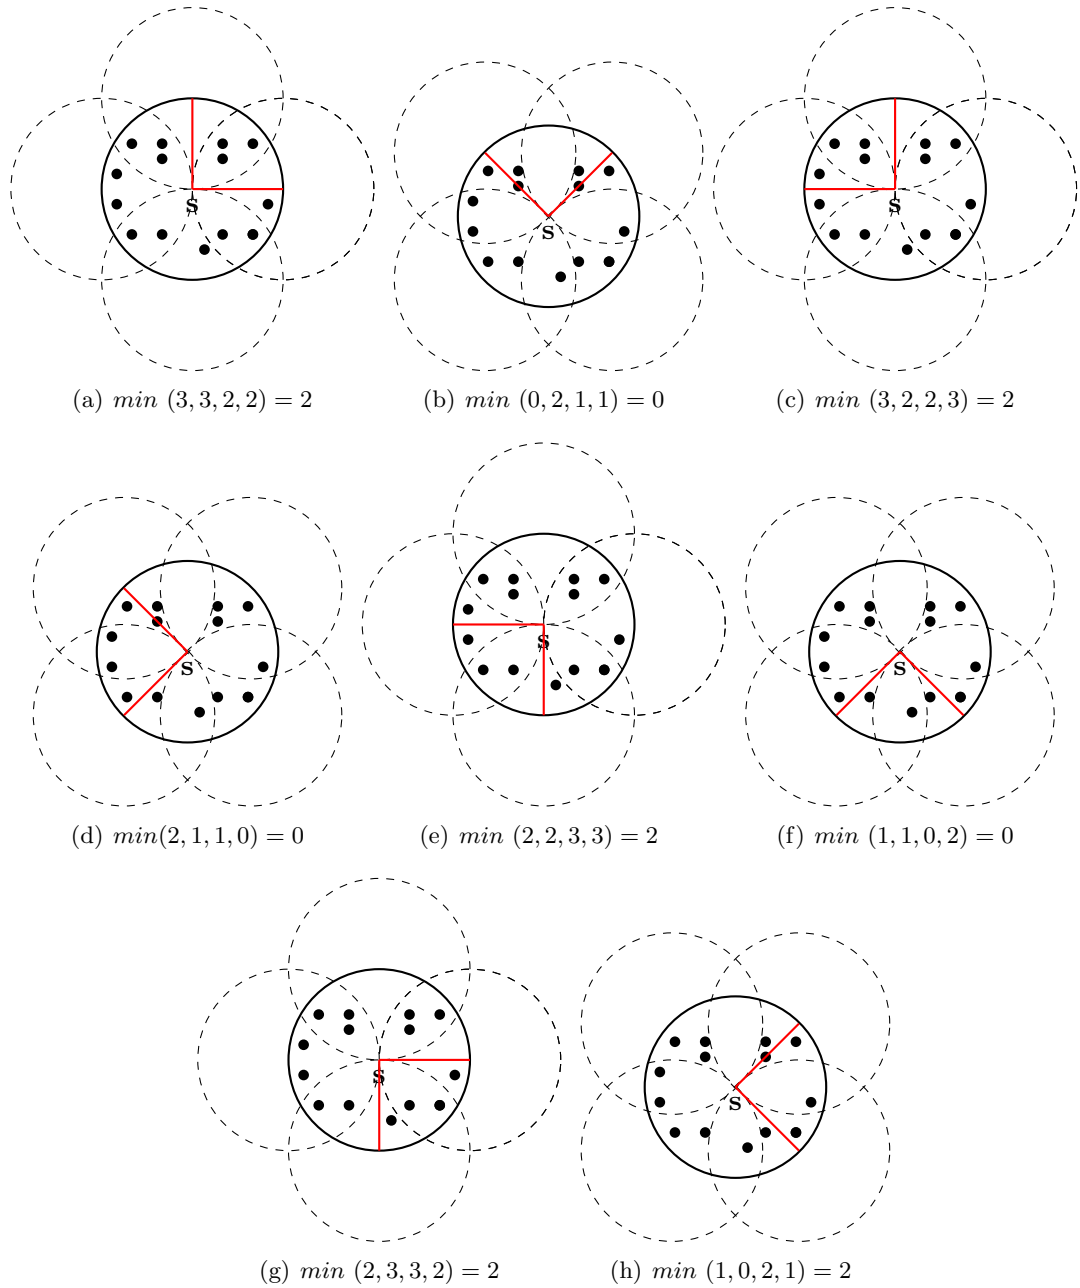 s
s
s
(a) min (3, 3, 2, 2) = 2
(b) min (0, 2, 1, 1) = 0
(c) min (3, 2, 2, 3) = 2
s
s
s
(d) min(2, 1, 1, 0) = 0
(e) min (2, 2, 3, 3) = 2
(f) min (1, 1, 0, 2) = 0
s
s
(g) min (2, 3, 3, 2) = 2
(h) min (1, 0, 2, 1) = 2